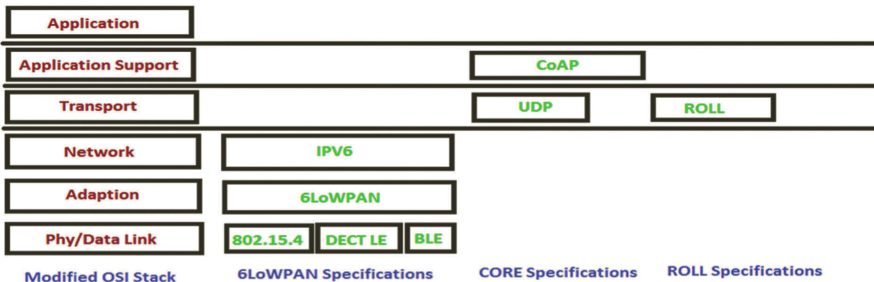 Application
Application Support CoAP
Transport UDP ROLL
Network IPV6
Adaption 6LoWPAN
Phy/Data Link 802.15.4 DECT LE BLE
Modified OSI Stack 6LoWPAN Specifications CORE Specifications ROLL Specifications